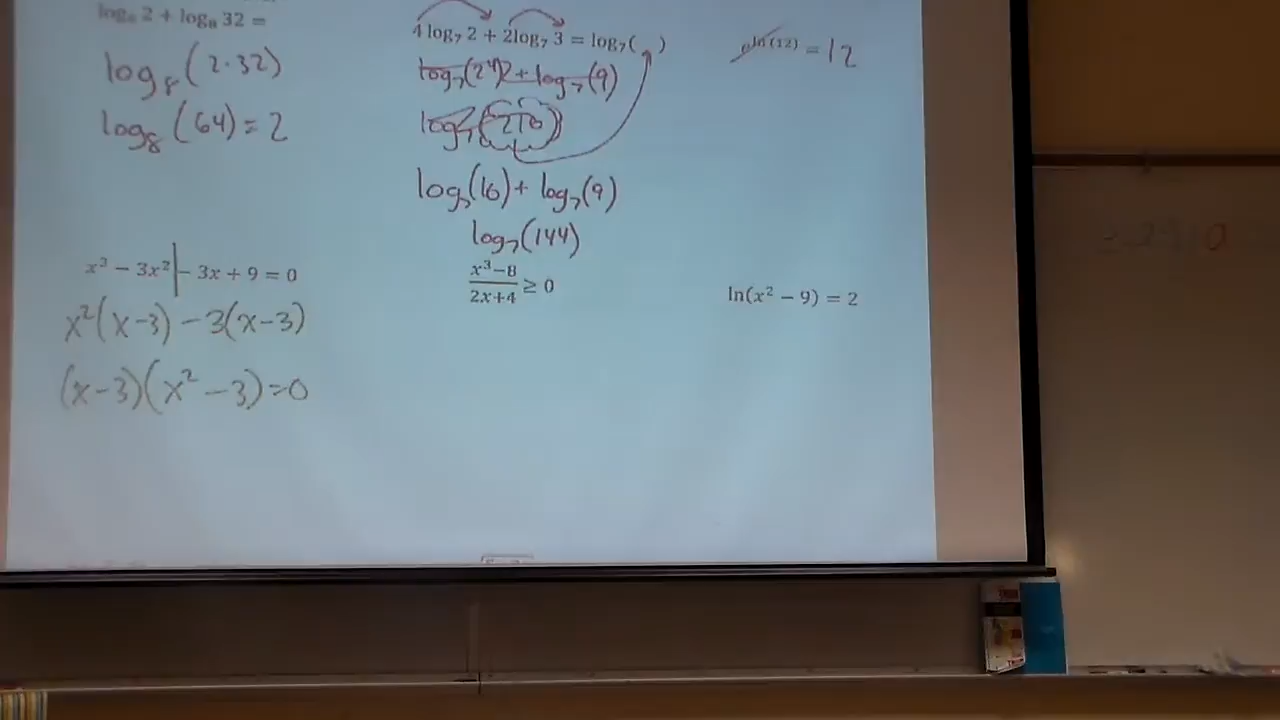 log₈ 2 + log₈ 32 =
log₈(2·32)
log₈(64) = 2
4 log₇ 2 + 2log₇ 3 = log₇( )
log₇(24) + log₇(9)
log₇(216)
log₇(16) + log₇(9)
log₇(144)
e^ln(12) = 12
x³ − 3x² − 3x + 9 = 0
x²(x−3) − 3(x−3)
(x−3)(x² − 3)=0
x³−8
2x+4 ≥ 0
ln(x² − 9) = 2